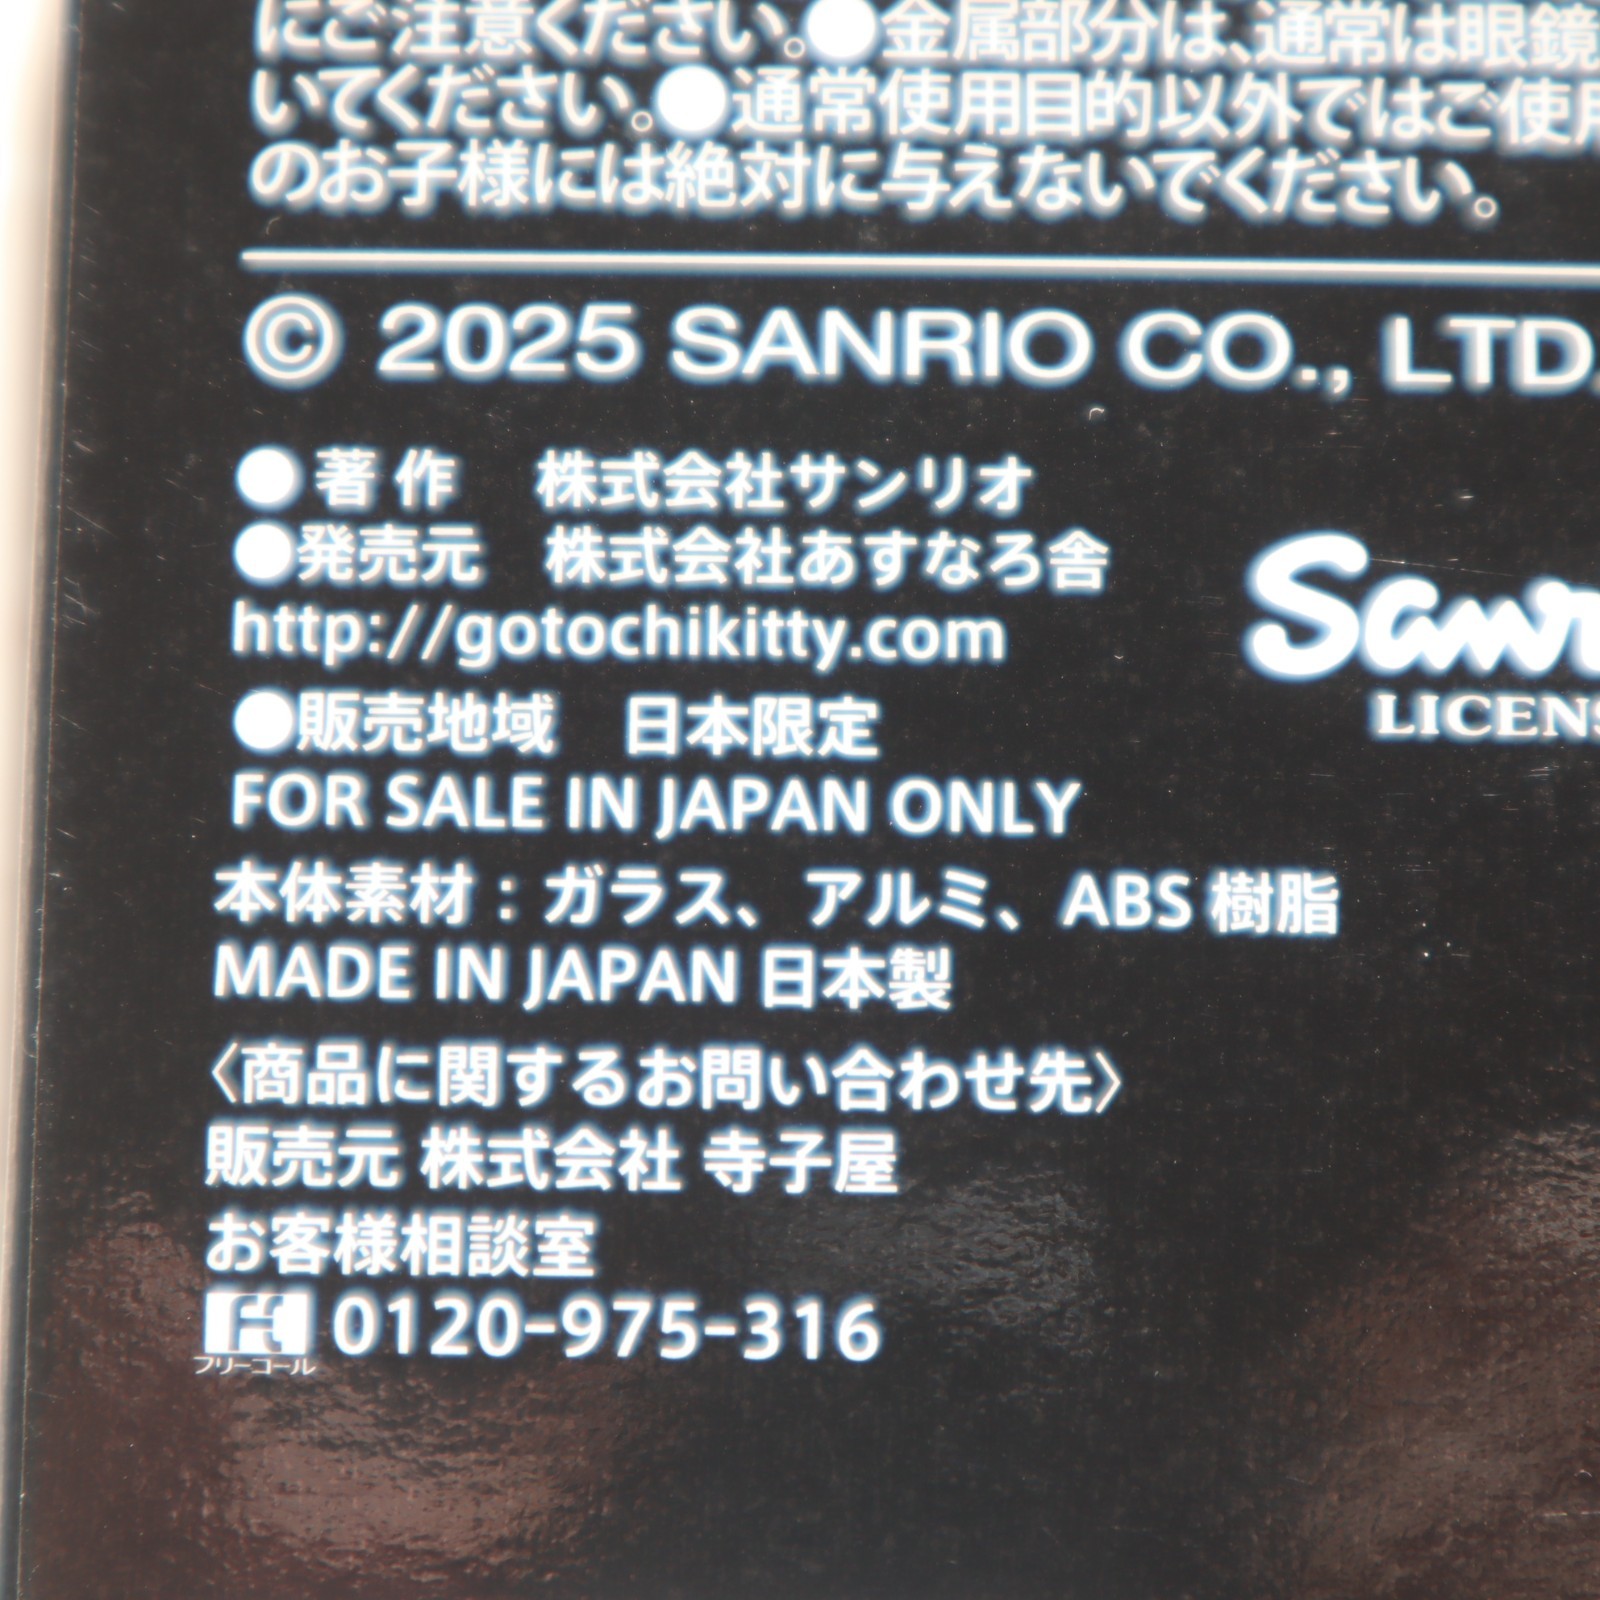 にご注意ください。●金属部分は、通常は眼鏡
いてください。●通常使用目的以外ではご使用
のお子様には絶対に与えないでください。
© 2025 SANRIO CO., LTD.
●著 作　株式会社サンリオ
●発売元　株式会社あすなろ舎
http://gotochikitty.com
Sanr
LICENS
●販売地域　日本限定
FOR SALE IN JAPAN ONLY
本体素材：ガラス、アルミ、ABS 樹脂
MADE IN JAPAN 日本製
〈商品に関するお問い合わせ先〉
販売元 株式会社 寺子屋
お客様相談室
0120-975-316
フリーコール